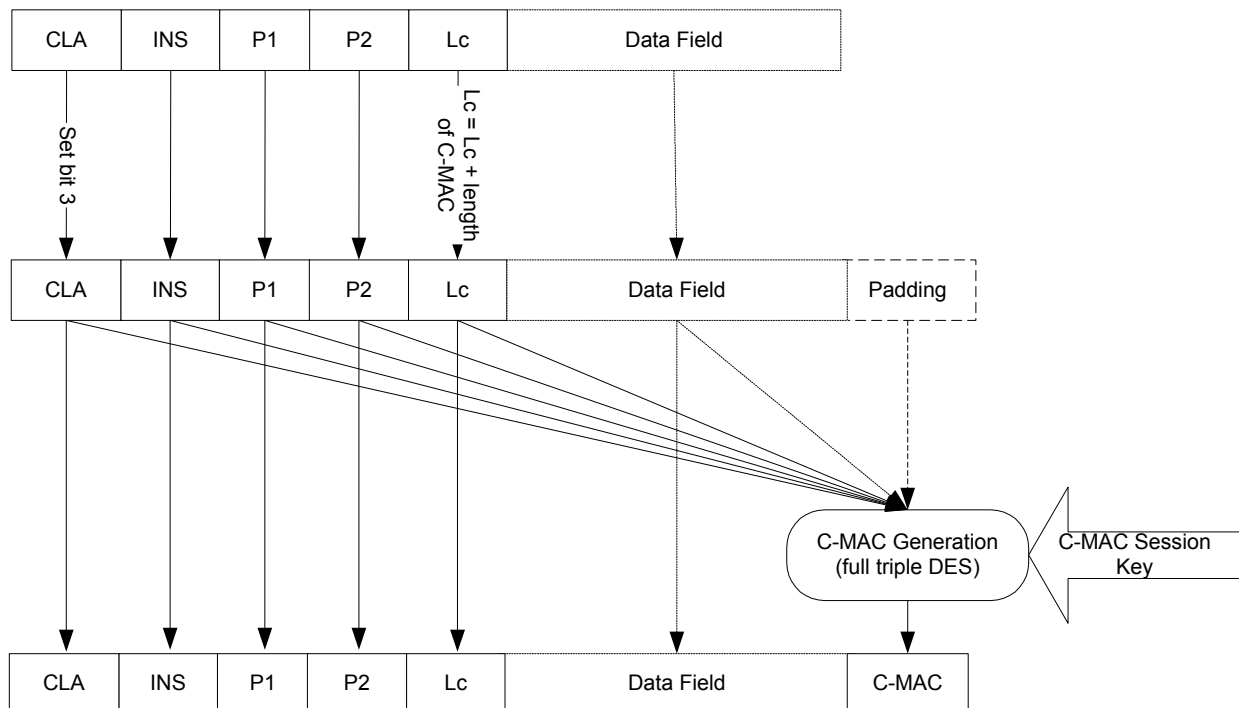 CLA INS P1 P2 Lc Data Field
Set bit 3
Lc = Lc + length
of C-MAC
CLA INS P1 P2 Lc Data Field Padding
C-MAC Generation
(full triple DES)
C-MAC Session
Key
CLA INS P1 P2 Lc Data Field C-MAC